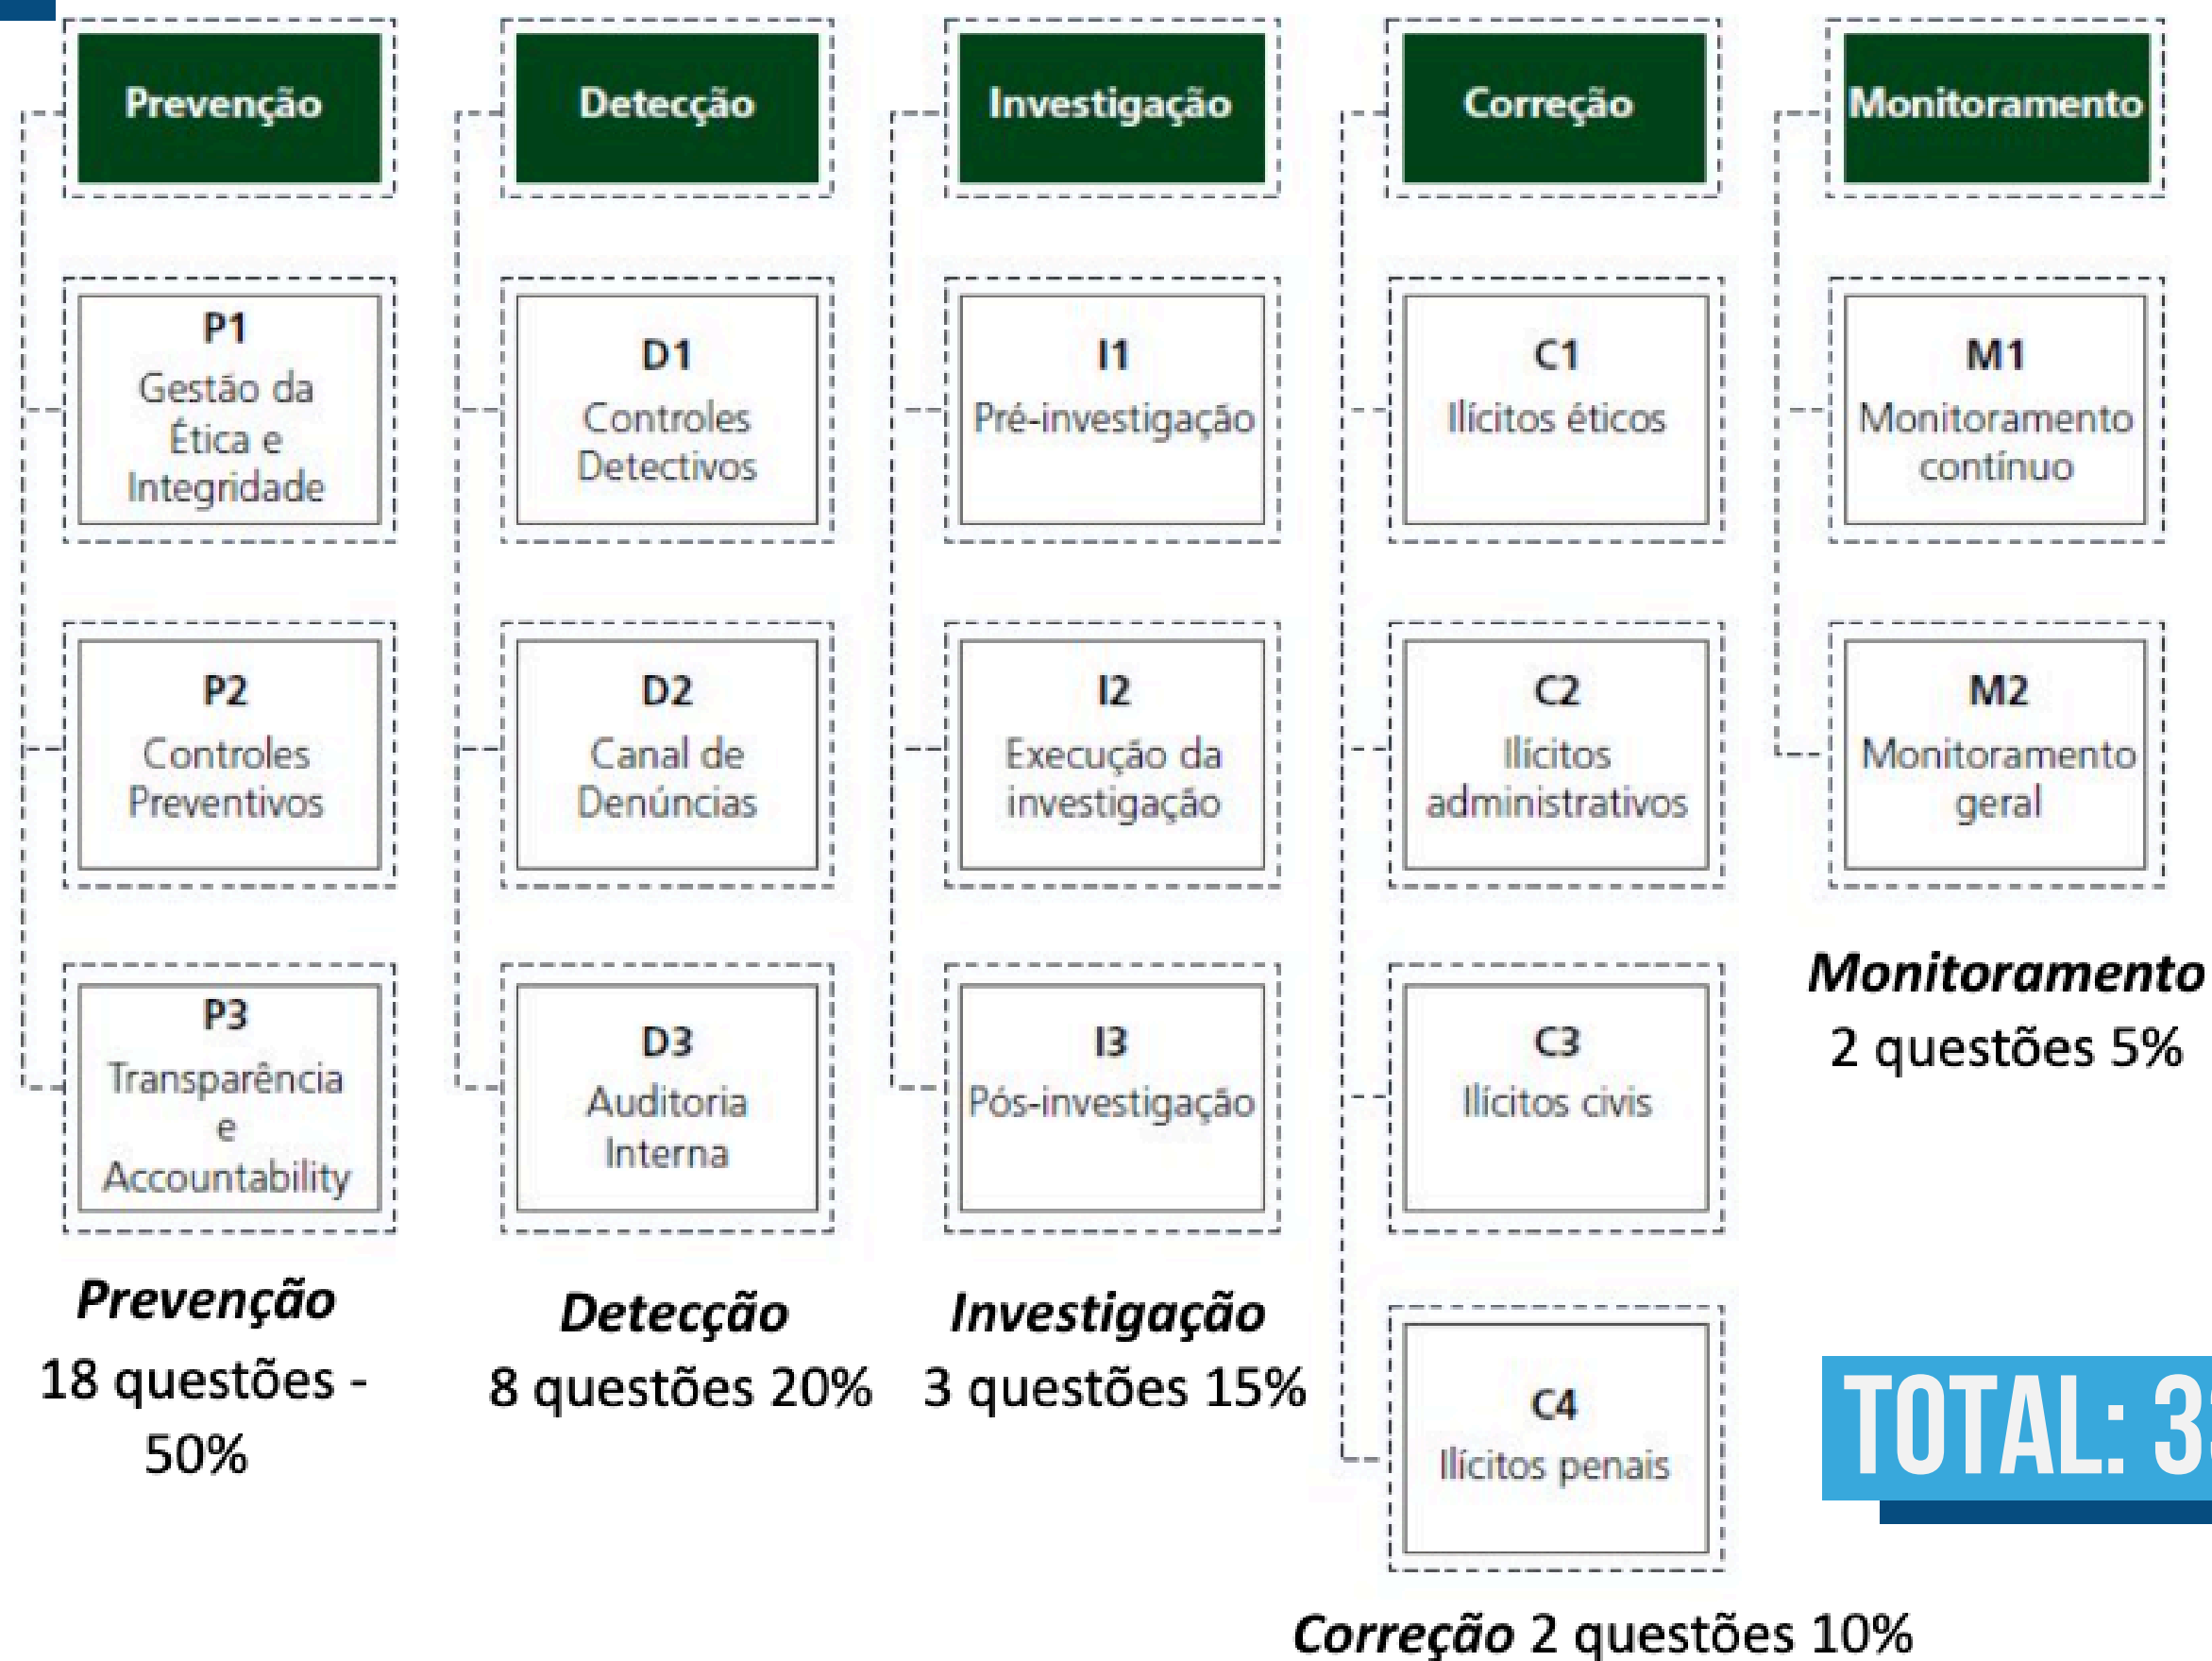 Prevenção
Detecção
Investigação
Correção
Monitoramento
P1
Gestão da
Ética e
Integridade
D1
Controles
Detectivos
I1
Pré-investigação
C1
Ilícitos éticos
M1
Monitoramento
contínuo
P2
Controles
Preventivos
D2
Canal de
Denúncias
I2
Execução da
investigação
C2
Ilícitos
administrativos
M2
Monitoramento
geral
P3
Transparência
e
Accountability
D3
Auditoria
Interna
I3
Pós-investigação
C3
Ilícitos civis
Monitoramento
2 questões 5%
Prevenção
18 questões -
50%
Detecção
8 questões 20%
Investigação
3 questões 15%
C4
Ilícitos penais
Correção 2 questões 10%
TOTAL: 3